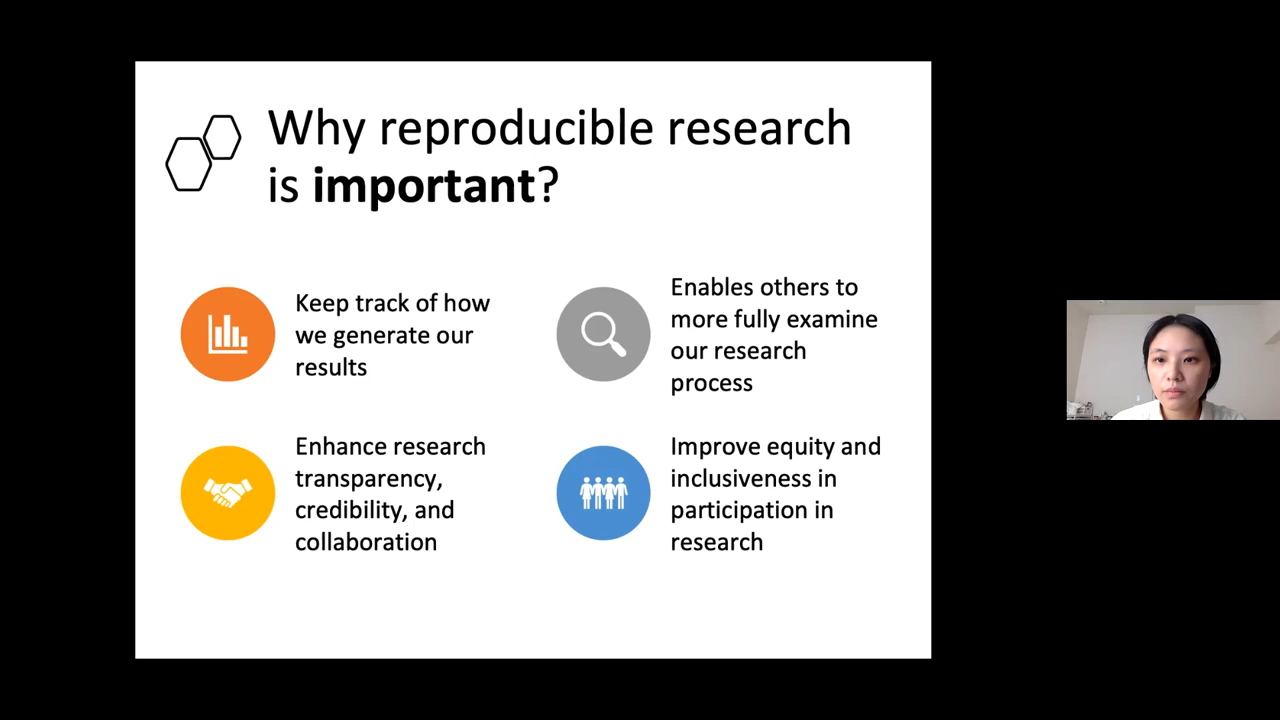 Why reproducible research
is important?
Keep track of how
we generate our
results
Enables others to
more fully examine
our research
process
Enhance research
transparency,
credibility, and
collaboration
Improve equity and
inclusiveness in
participation in
research